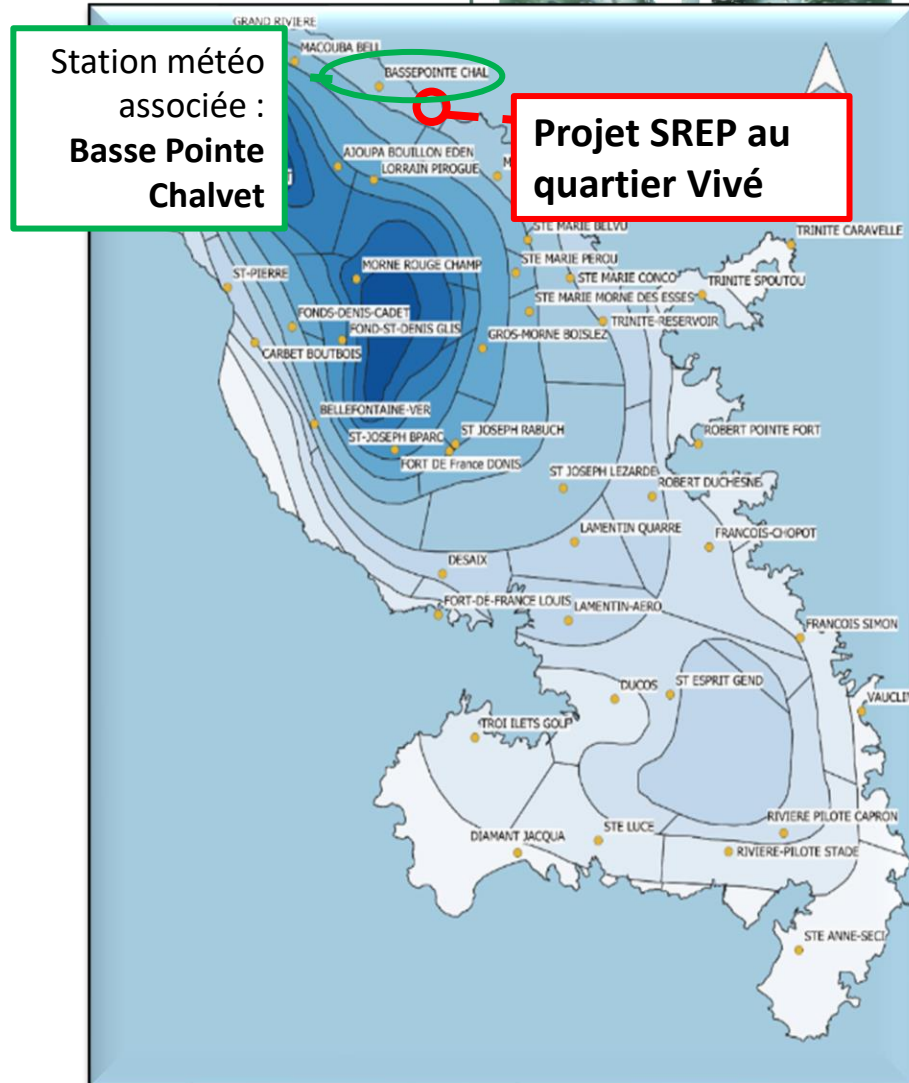 GRAND RIVIERE
Station météo
associée :
Basse Pointe
Chalvet
MACOUBA BELL
BASSEPOINTE CHAL
Projet SREP au
quartier Vivé
AJOUPA BOUILLON EDEN
LORRAIN PIROGUE
STE MARIE BELVU
TRINITE CARAVELLE
ST-PIERRE
MORNE ROUGE CHAMP
STE MARIE PEROU
STE MARIE CONCO
TRINITE SPOUTOU
STE MARIE MORNE DES ESSES
FONDS-DENIS-CADET
TRINITE-RESERVOIR
FOND-ST-DENIS GLIS
GROS-MORNE BOISLEZ
CARBET BOUTBOIS
BELLEFONTAINE-VER
ST-JOSEPH BPARC
ST JOSEPH RABUCH
ROBERT POINTE FORT
FORT DE France DONIS
ST JOSEPH LEZARDE
ROBERT DUCHESNE
LAMENTIN QUARRE
FRANCOIS-CHOPOT
DESAIX
FORT-DE-FRANCE LOUIS
LAMENTIN-AERO
FRANCOIS SIMON
DUCOS
ST ESPRIT GEND
VAUCLIN
TROI ILETS GOLF
DIAMANT JACQUA
STE LUCE
RIVIERE PILOTE CAPRON
RIVIERE-PILOTE STADE
STE ANNE-SECI